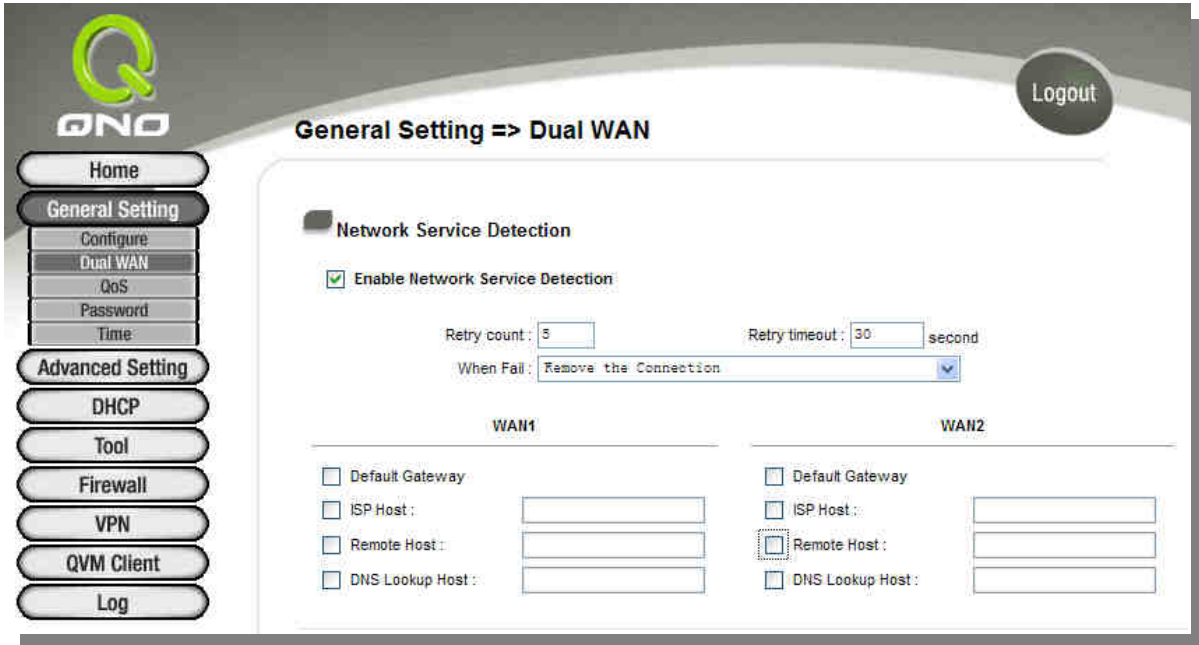 QNO
Logout
General Setting => Dual WAN
Home
General Setting
Configure
Dual WAN
QoS
Password
Time
Advanced Setting
DHCP
Tool
Firewall
VPN
QVM Client
Log
Network Service Detection
Enable Network Service Detection
Retry count : 5 Retry timeout : 30 second
When Fail : Remove the Connection
WAN1 WAN2
Default Gateway Default Gateway
ISP Host : ISP Host :
Remote Host : Remote Host :
DNS Lookup Host : DNS Lookup Host :